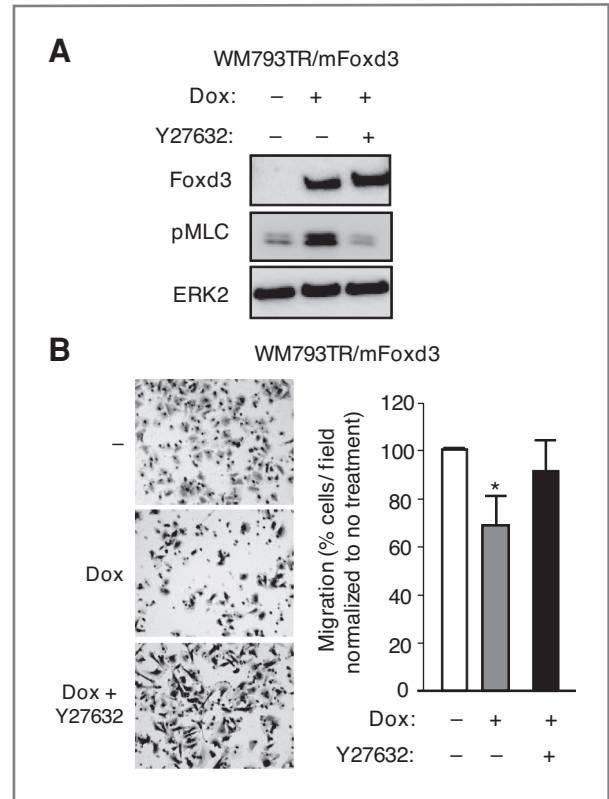 A
WM793TR/mFoxd3
Dox: – + +
Y27632: – – +
Foxd3
pMLC
ERK2
B
WM793TR/mFoxd3
–
Dox
Dox +
Y27632
Migration (% cells/ field
normalized to no treatment)
120
100
80
60
40
20
0
*
Dox: – + +
Y27632: – – +